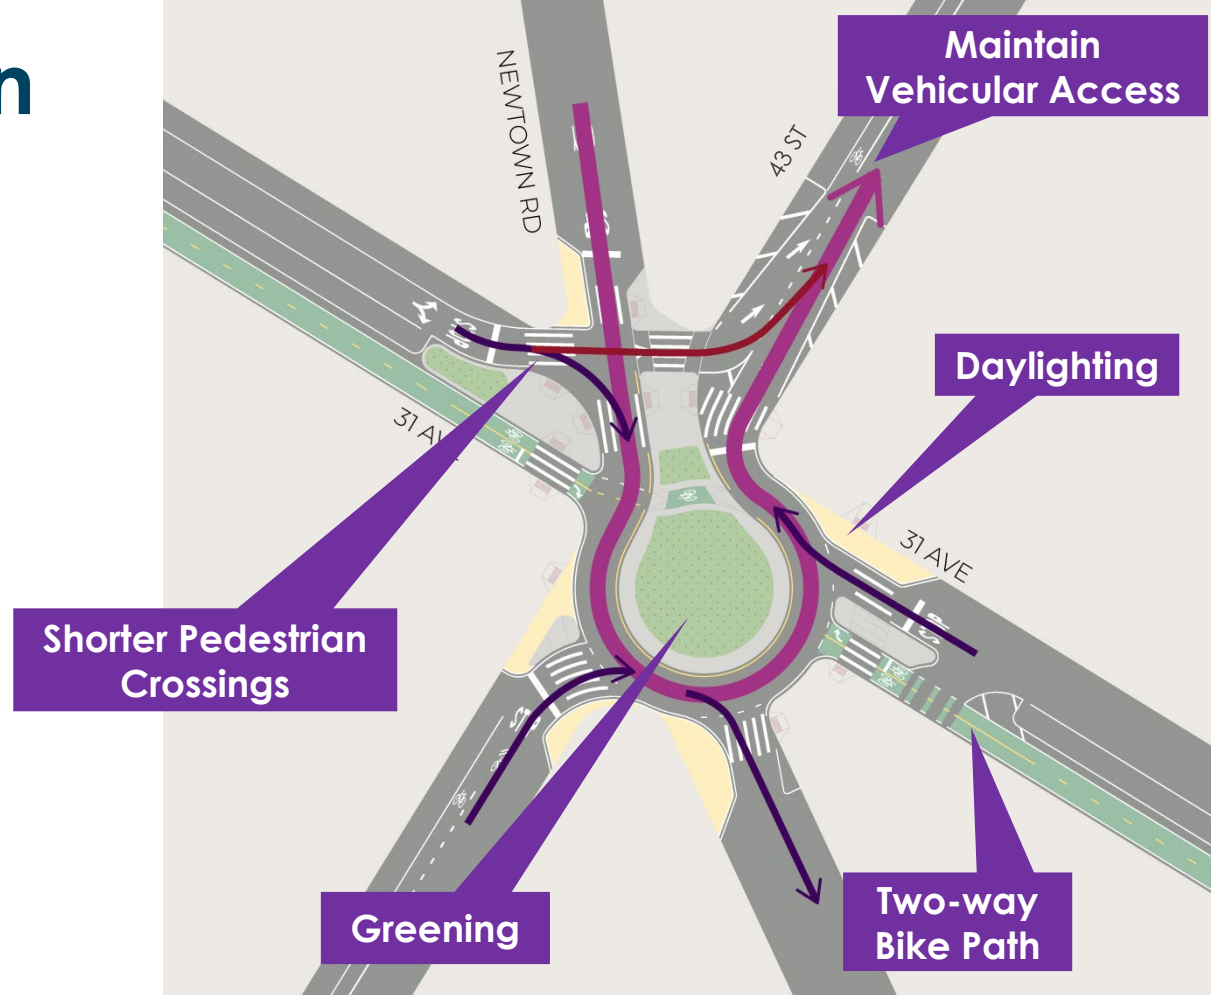 n
Maintain
Vehicular Access
NEWTOWN RD
43 ST
Daylighting
31 AV
31 AVE
Shorter Pedestrian
Crossings
Greening
Two-way
Bike Path